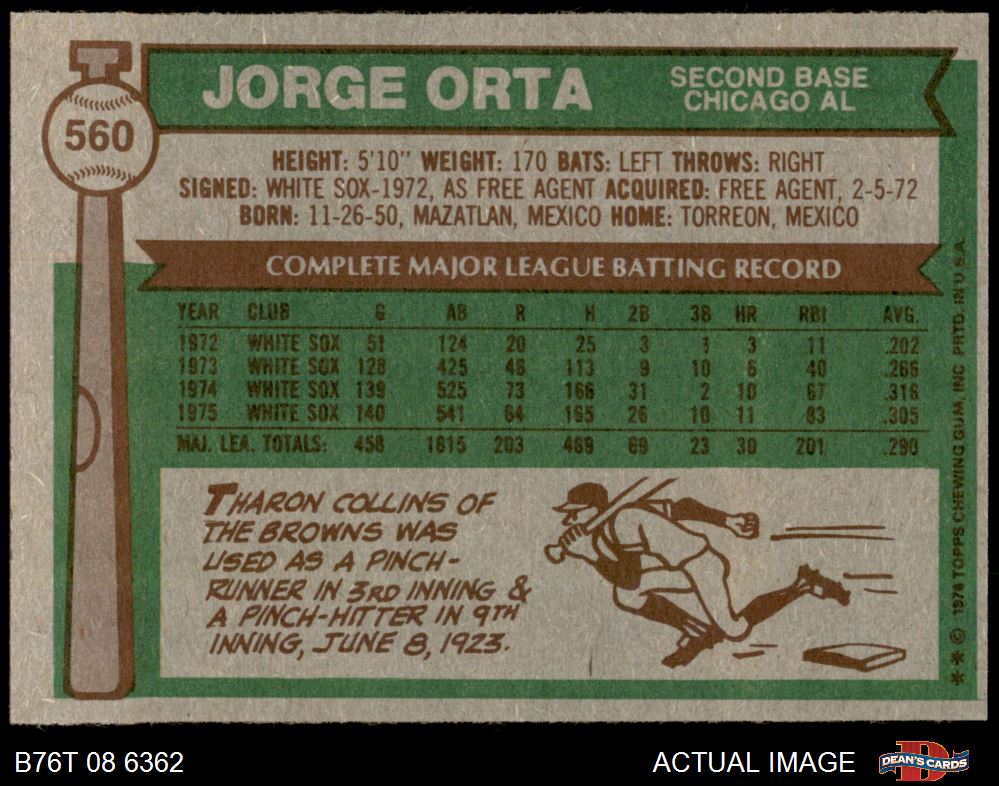 560
JORGE ORTA
SECOND BASE
CHICAGO AL
HEIGHT: 5'10" WEIGHT: 170 BATS: LEFT THROWS: RIGHT
SIGNED: WHITE SOX-1972, AS FREE AGENT ACQUIRED: FREE AGENT, 2-5-72
BORN: 11-26-50, MAZATLAN, MEXICO HOME: TORREON, MEXICO
COMPLETE MAJOR LEAGUE BATTING RECORD
YEAR CLUB G AB R H 2B 3B HR RBI AVG.
1972 WHITE SOX 51 124 20 25 3 1 3 11 .202
1973 WHITE SOX 128 425 46 113 9 10 6 40 .266
1974 WHITE SOX 139 525 73 166 31 2 10 67 .316
1975 WHITE SOX 140 541 64 165 26 10 11 83 .305
MAJ. LEA. TOTALS: 458 1615 203 469 69 23 30 201 .290
THARON COLLINS OF
THE BROWNS WAS
USED AS A PINCH-
RUNNER IN 3RD INNING &
A PINCH-HITTER IN 9TH
INNING, JUNE 8, 1923.
** © 1976 TOPPS CHEWING GUM, INC PRTD. IN U.S.A.
B76T 08 6362
ACTUAL IMAGE
D
DEAN'S CARDS